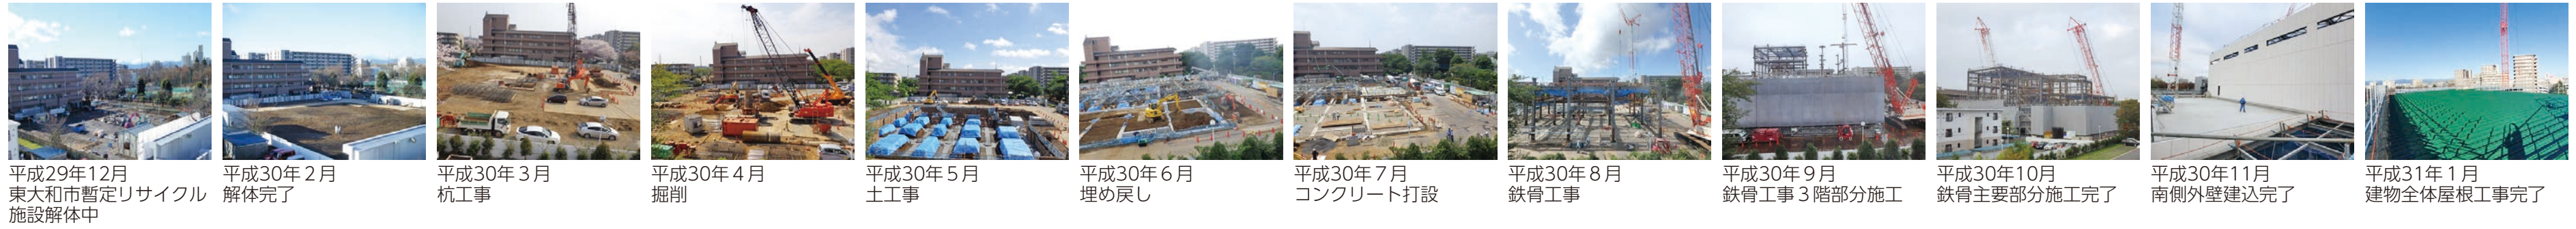 平成29年12月
東大和市暫定リサイクル
施設解体中
平成30年２月
解体完了
平成30年３月
杭工事
平成30年４月
掘削
平成30年５月
土工事
平成30年６月
埋め戻し
平成30年７月
コンクリート打設
平成30年８月
鉄骨工事
平成30年９月
鉄骨工事３階部分施工
平成30年10月
鉄骨主要部分施工完了
平成30年11月
南側外壁建込完了
平成31年１月
建物全体屋根工事完了